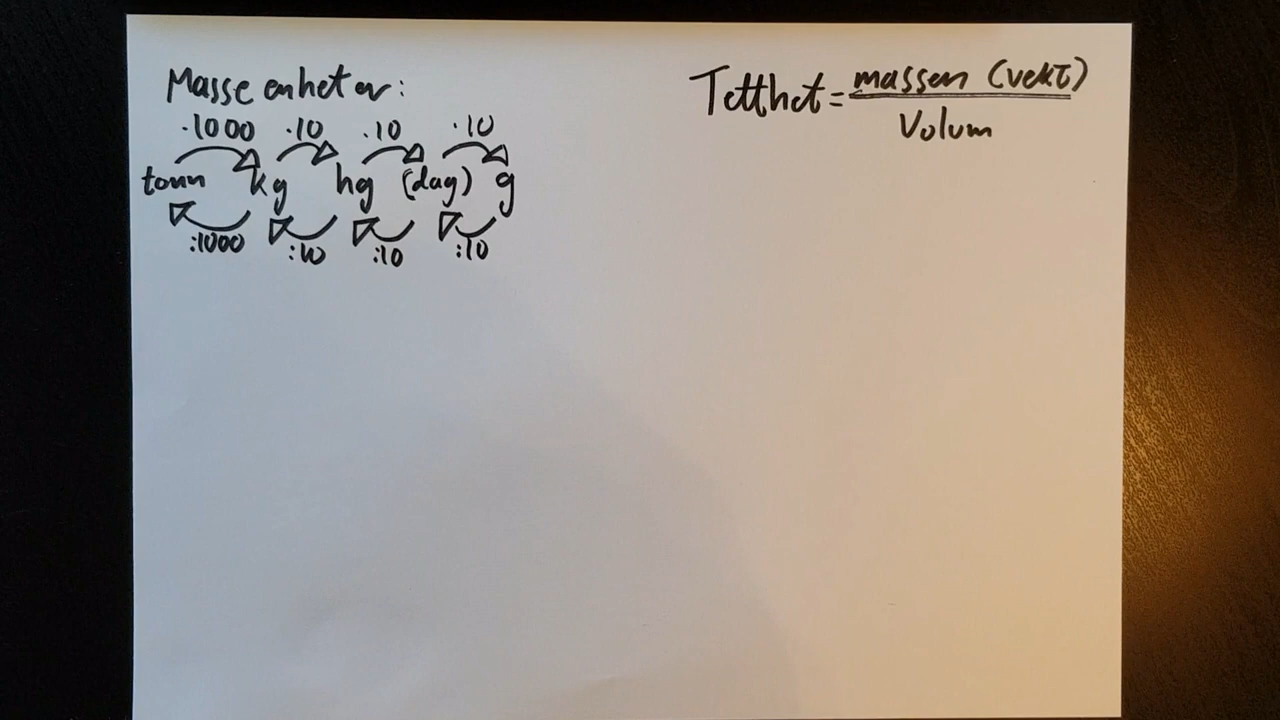 Masse enheter:
.1000 .10 .10 .10
tonn kg hg (dag) g
:1000 :10 :10 :10
Tetthet = massen (vekt)
Volum